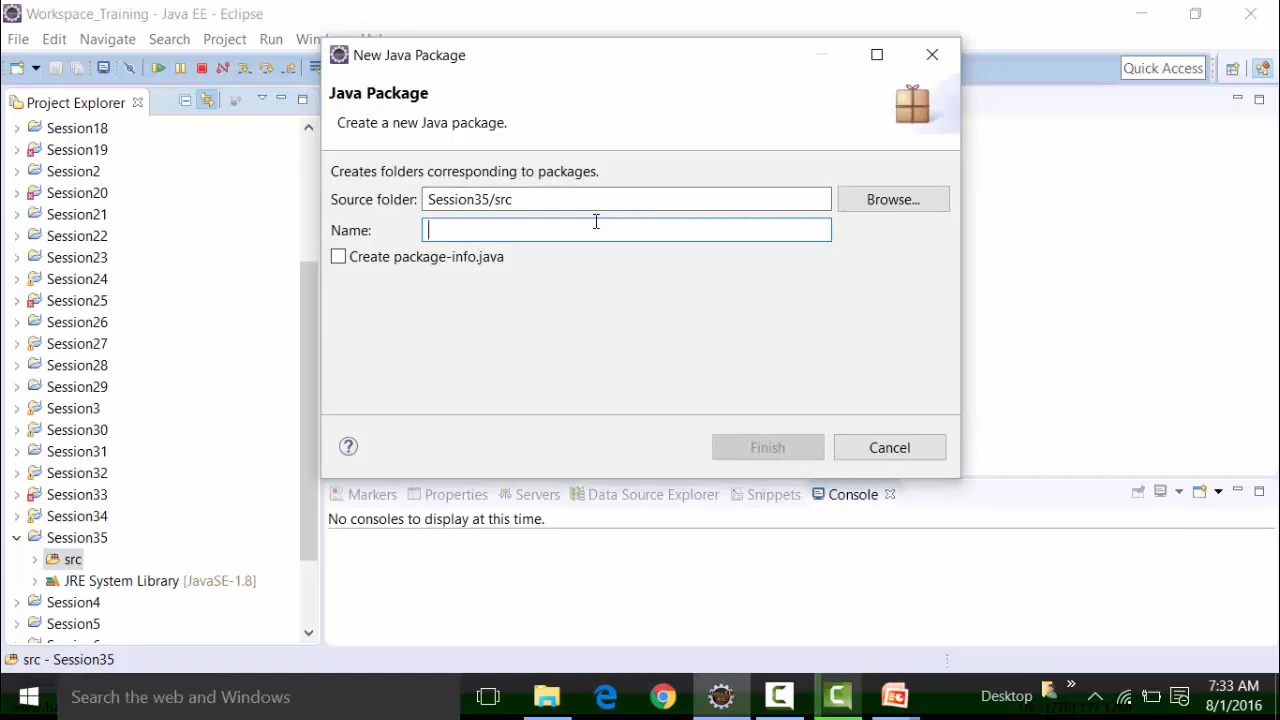 Workspace_Training - Java EE - Eclipse
File Edit Navigate Search Project Run
New Java Package
Quick Access
Java Package
Create a new Java package.
Project Explorer
Creates folders corresponding to packages.
Source folder: Session35/src Browse...
Name:
Create package-info.java
Finish Cancel
Session18
Session19
Session2
Session20
Session21
Session22
Session23
Session24
Session25
Session26
Session27
Session28
Session29
Session3
Session30
Session31
Session32
Session33
Session34
Session35
src
JRE System Library [JavaSE-1.8]
Session4
Session5
Markers Properties Servers Data Source Explorer Snippets Console
No consoles to display at this time.
src - Session35
Search the web and Windows
Desktop
7:33 AM
8/1/2016